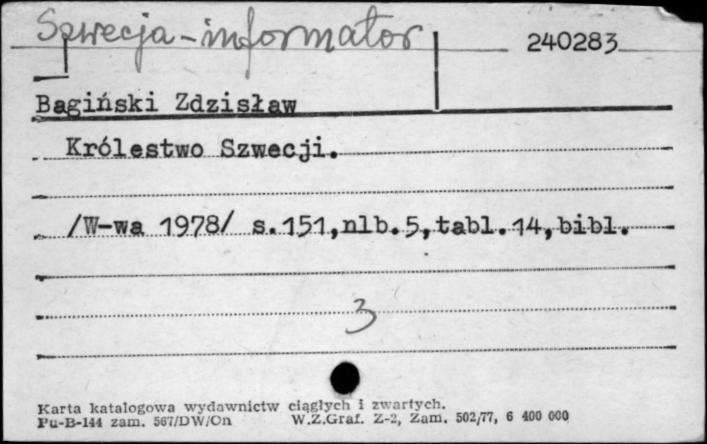 Szwecja-informator 240283
Bagiński Zdzisław
Królestwo Szwecji.
/W-wa 1978/ s.151,nlb.5,tabl.14,bibl.
3
Karta katalogowa wydawnictw ciągłych i zwartych.
Pu-B-144 zam. 567/DW/On W.Z.Graf. Z-2, Zam. 502/77, 6 400 000